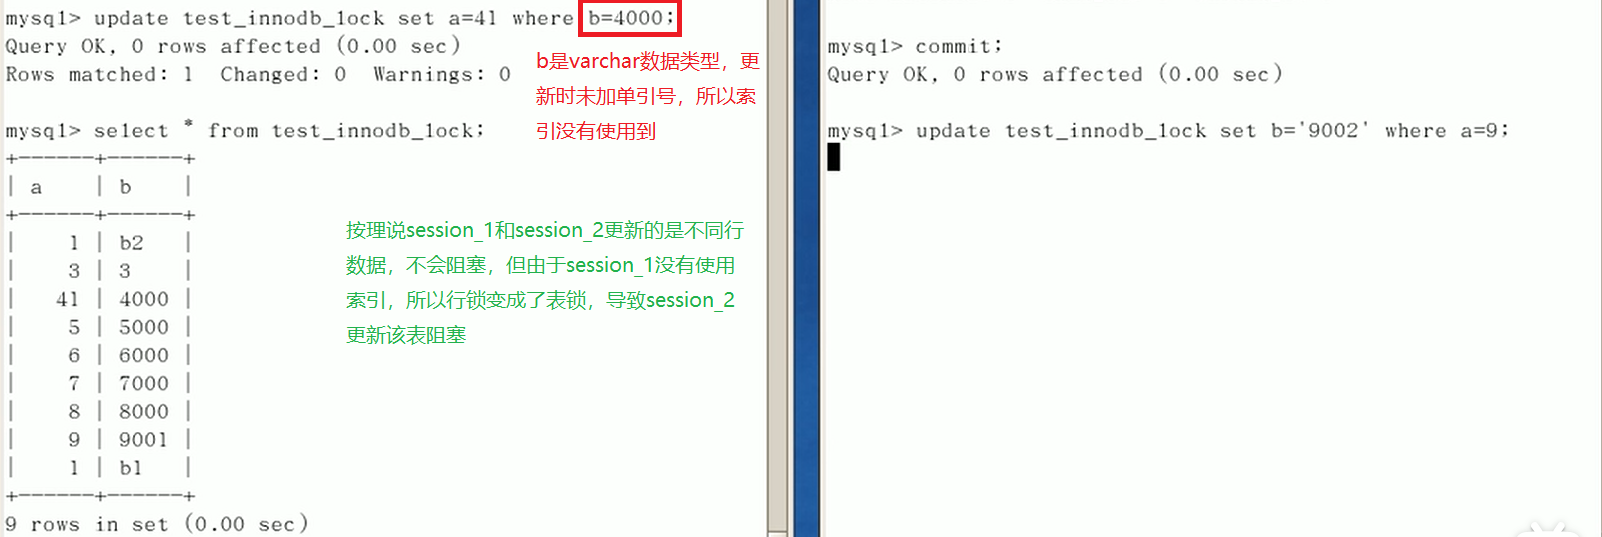 mysql> update test_innodb_lock set a=41 where b=4000;
Query OK, 0 rows affected (0.00 sec)
Rows matched: 1  Changed: 0  Warnings: 0
b是varchar数据类型，更
新时未加单引号，所以索
引没有使用到
mysql> select * from test_innodb_lock;
+------+------+
| a    | b    |
+------+------+
|    1 | b2   |
|    3 | 3    |
|   41 | 4000 |
|    5 | 5000 |
|    6 | 6000 |
|    7 | 7000 |
|    8 | 8000 |
|    9 | 9001 |
|    1 | b1   |
+------+------+
9 rows in set (0.00 sec)
按理说session_1和session_2更新的是不同行
数据，不会阻塞，但由于session_1没有使用
索引，所以行锁变成了表锁，导致session_2
更新该表阻塞
mysql> commit;
Query OK, 0 rows affected (0.00 sec)
mysql> update test_innodb_lock set b='9002' where a=9;